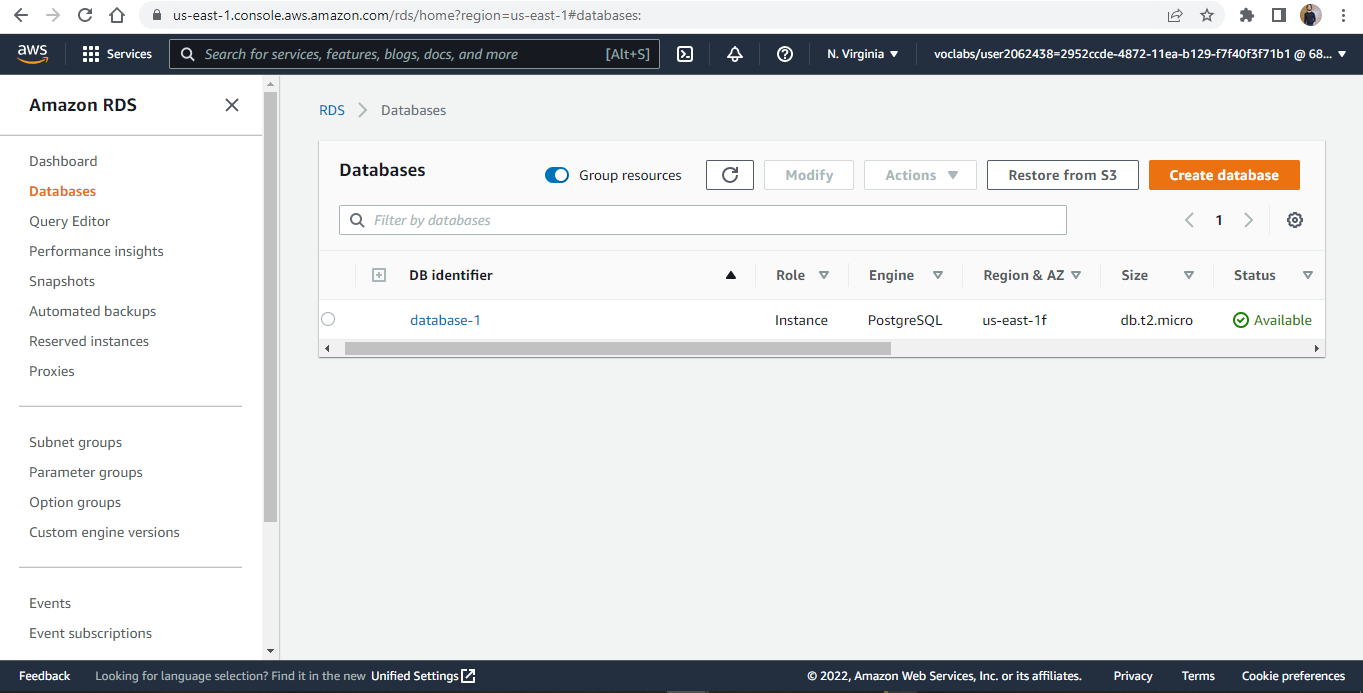 us-east-1.console.aws.amazon.com/rds/home?region=us-east-1#databases:
aws Services Search for services, features, blogs, docs, and more [Alt+S] N. Virginia voclabs/user2062438=2952ccde-4872-11ea-b129-f7f40f3f71b1 @ 68...
Amazon RDS
Dashboard
Databases
Query Editor
Performance insights
Snapshots
Automated backups
Reserved instances
Proxies
Subnet groups
Parameter groups
Option groups
Custom engine versions
Events
Event subscriptions
RDS Databases
Databases Group resources Modify Actions Restore from S3 Create database
Filter by databases 1
DB identifier Role Engine Region & AZ Size Status
database-1 Instance PostgreSQL us-east-1f db.t2.micro Available
Feedback Looking for language selection? Find it in the new Unified Settings © 2022, Amazon Web Services, Inc. or its affiliates. Privacy Terms Cookie preferences